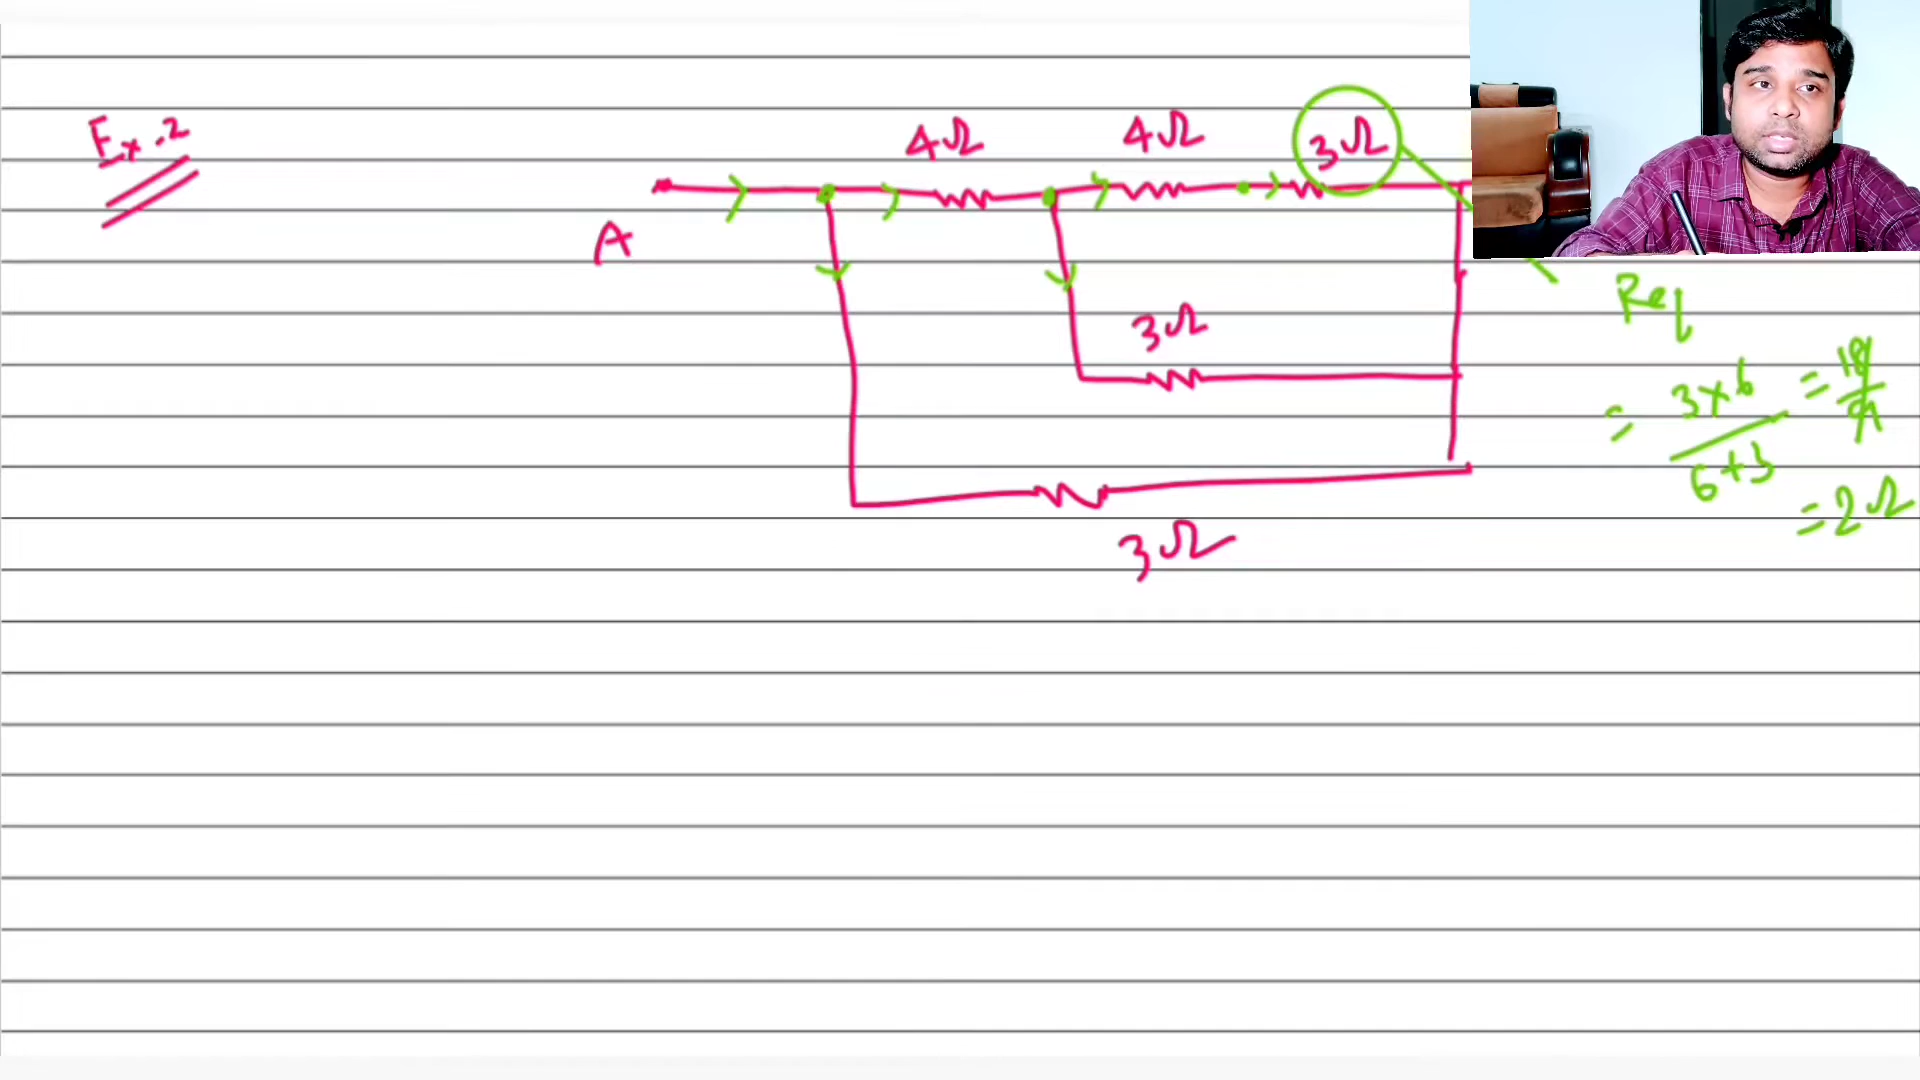 Ex.2
4Ω 4Ω 3Ω
A
3Ω
3Ω
Req
= 3×6/6+3 = 18/9
= 2Ω